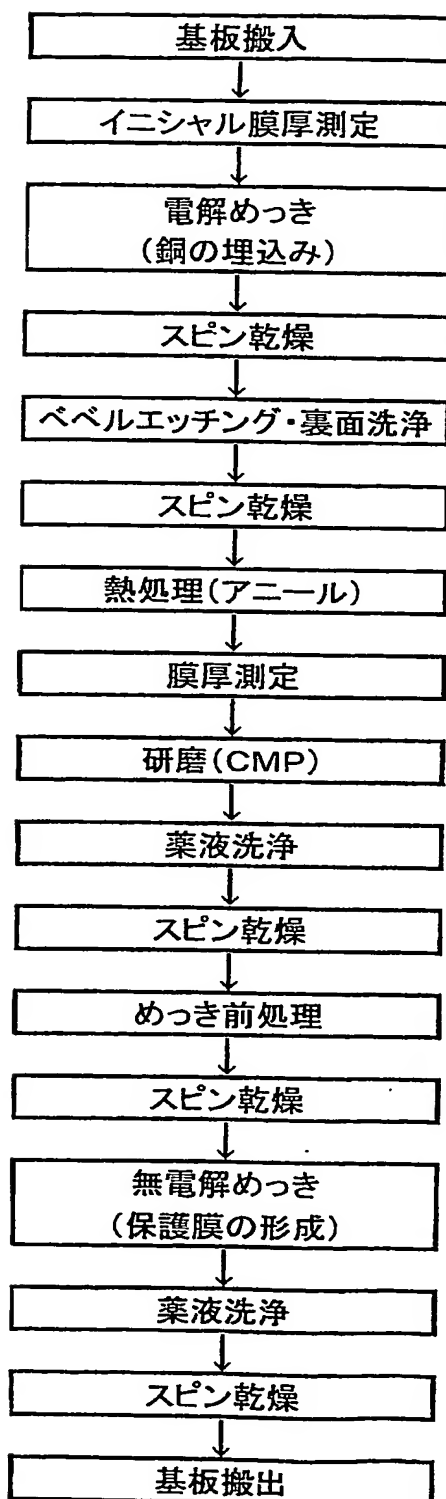 基板搬入
イニシャル膜厚測定
電解めっき
(銅の埋込み)
スピン乾燥
ベベルエッチング・裏面洗浄
スピン乾燥
熱処理(アニール)
膜厚測定
研磨(CMP)
薬液洗浄
スピン乾燥
めっき前処理
スピン乾燥
無電解めっき
(保護膜の形成)
薬液洗浄
スピン乾燥
基板搬出